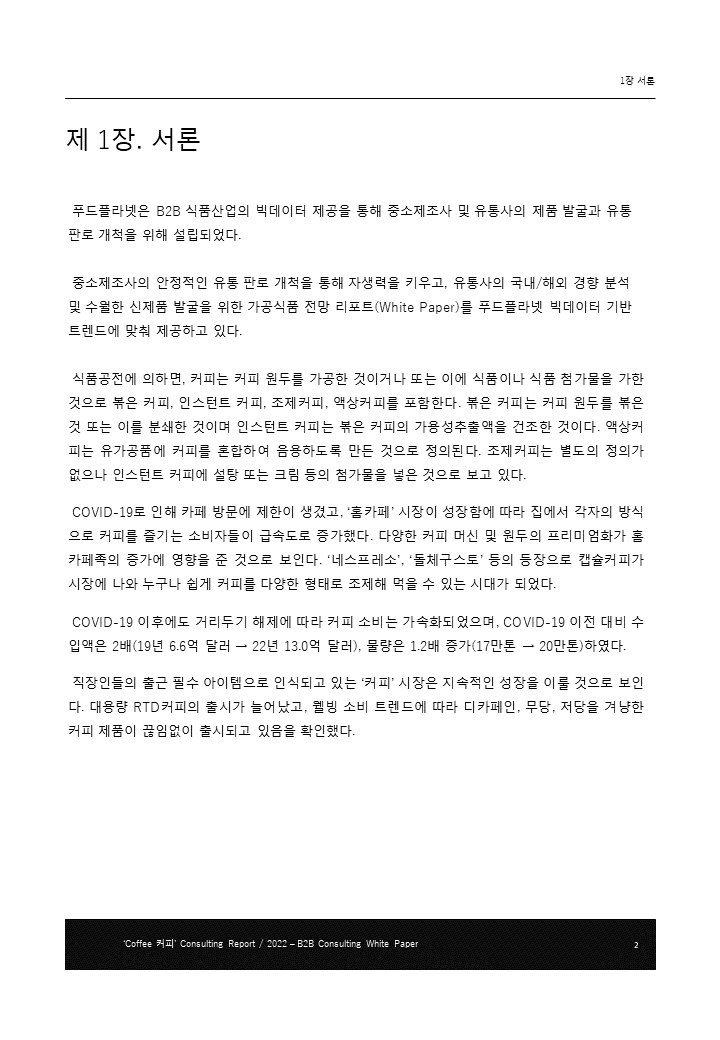 1장 서론
제 1장. 서론
푸드플라넷은 B2B 식품산업의 빅데이터 제공을 통해 중소제조사 및 유통사의 제품 발굴과 유통
판로 개척을 위해 설립되었다.
중소제조사의 안정적인 유통 판로 개척을 통해 자생력을 키우고, 유통사의 국내/해외 경향 분석
및 수월한 신제품 발굴을 위한 가공식품 전망 리포트(White Paper)를 푸드플라넷 빅데이터 기반
트렌드에 맞춰 제공하고 있다.
식품공전에 의하면, 커피는 커피 원두를 가공한 것이거나 또는 이에 식품이나 식품 첨가물을 가한
것으로 볶은 커피, 인스턴트 커피, 조제커피, 액상커피를 포함한다. 볶은 커피는 커피 원두를 볶은
것 또는 이를 분쇄한 것이며 인스턴트 커피는 볶은 커피의 가용성추출액을 건조한 것이다. 액상커
피는 유가공품에 커피를 혼합하여 음용하도록 만든 것으로 정의된다. 조제커피는 별도의 정의가
없으나 인스턴트 커피에 설탕 또는 크림 등의 첨가물을 넣은 것으로 보고 있다.
COVID-19로 인해 카페 방문에 제한이 생겼고, ‘홈카페’ 시장이 성장함에 따라 집에서 각자의 방식
으로 커피를 즐기는 소비자들이 급속도로 증가했다. 다양한 커피 머신 및 원두의 프리미엄화가 홈
카페족의 증가에 영향을 준 것으로 보인다. ‘네스프레소’, ‘돌체구스토’ 등의 등장으로 캡슐커피가
시장에 나와 누구나 쉽게 커피를 다양한 형태로 조제해 먹을 수 있는 시대가 되었다.
COVID-19 이후에도 거리두기 해제에 따라 커피 소비는 가속화되었으며, COVID-19 이전 대비 수
입액은 2배(19년 6.6억 달러 → 22년 13.0억 달러), 물량은 1.2배 증가(17만톤 → 20만톤)하였다.
직장인들의 출근 필수 아이템으로 인식되고 있는 ‘커피’ 시장은 지속적인 성장을 이룰 것으로 보인
다. 대용량 RTD커피의 출시가 늘어났고, 웰빙 소비 트렌드에 따라 디카페인, 무당, 저당을 겨냥한
커피 제품이 끊임없이 출시되고 있음을 확인했다.
‘Coffee 커피’ Consulting Report / 2022 – B2B Consulting White Paper
2